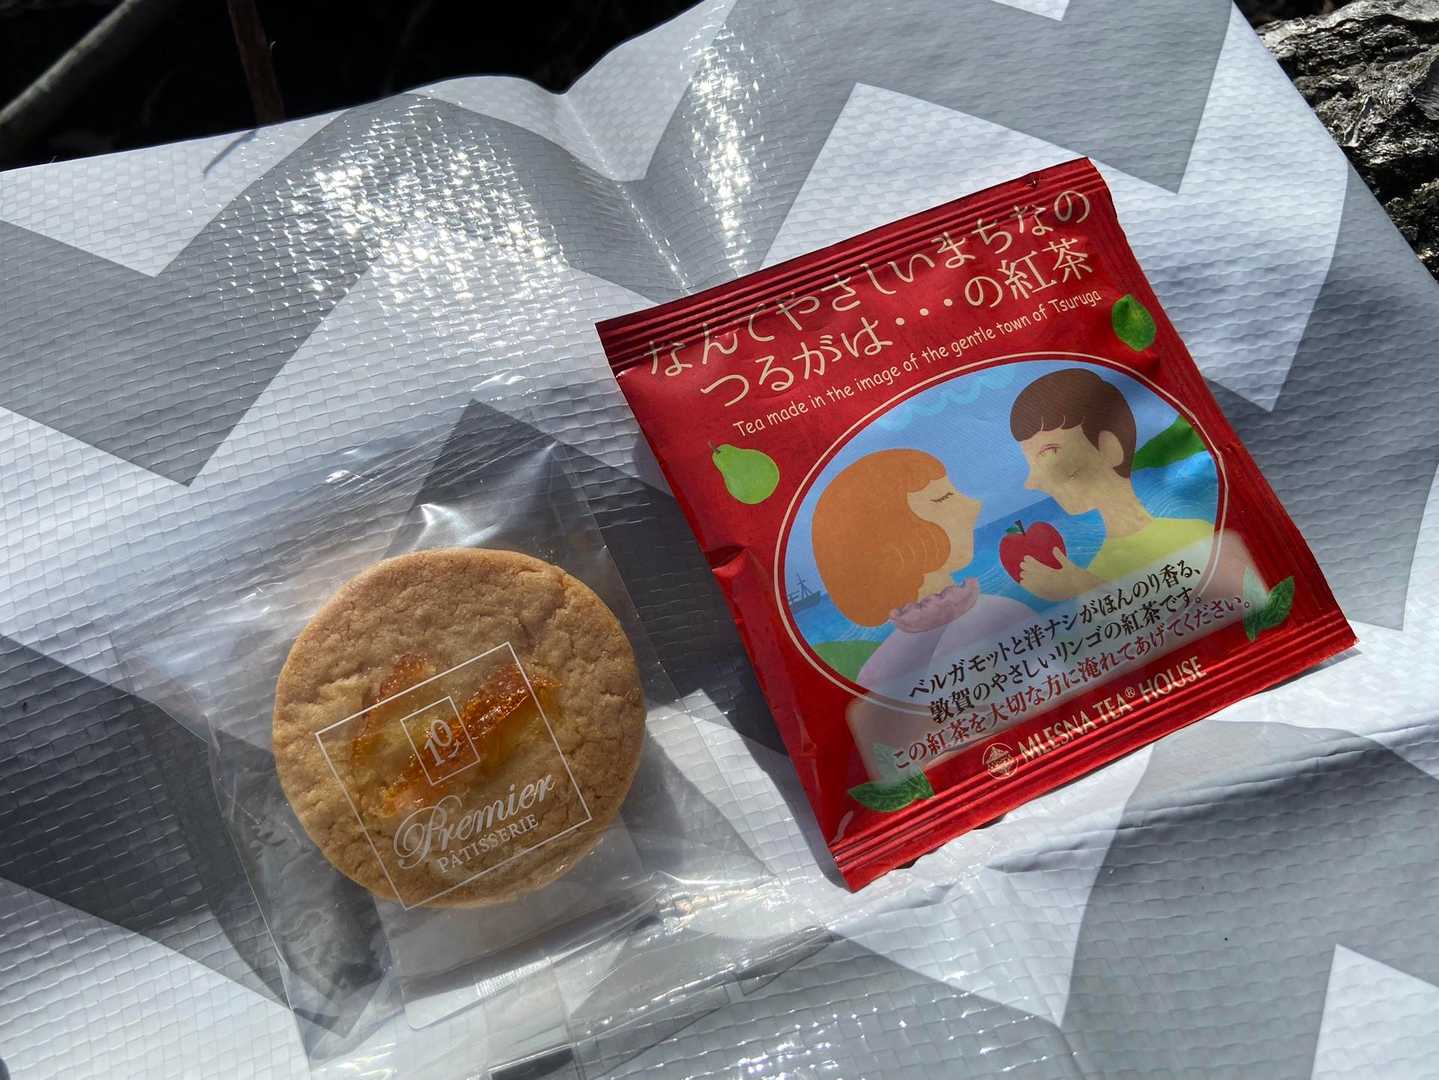 なんてやさしいまちなの
つるがは・・・の紅茶
Tea made in the image of the gentle town of Tsuruga
ベルガモットと洋ナシがほんのり香る、
敦賀のやさしいリンゴの紅茶です。
この紅茶を大切な方に淹れてあげてください。
MLESNA TEA® HOUSE
10
Premier
PATISSERIE